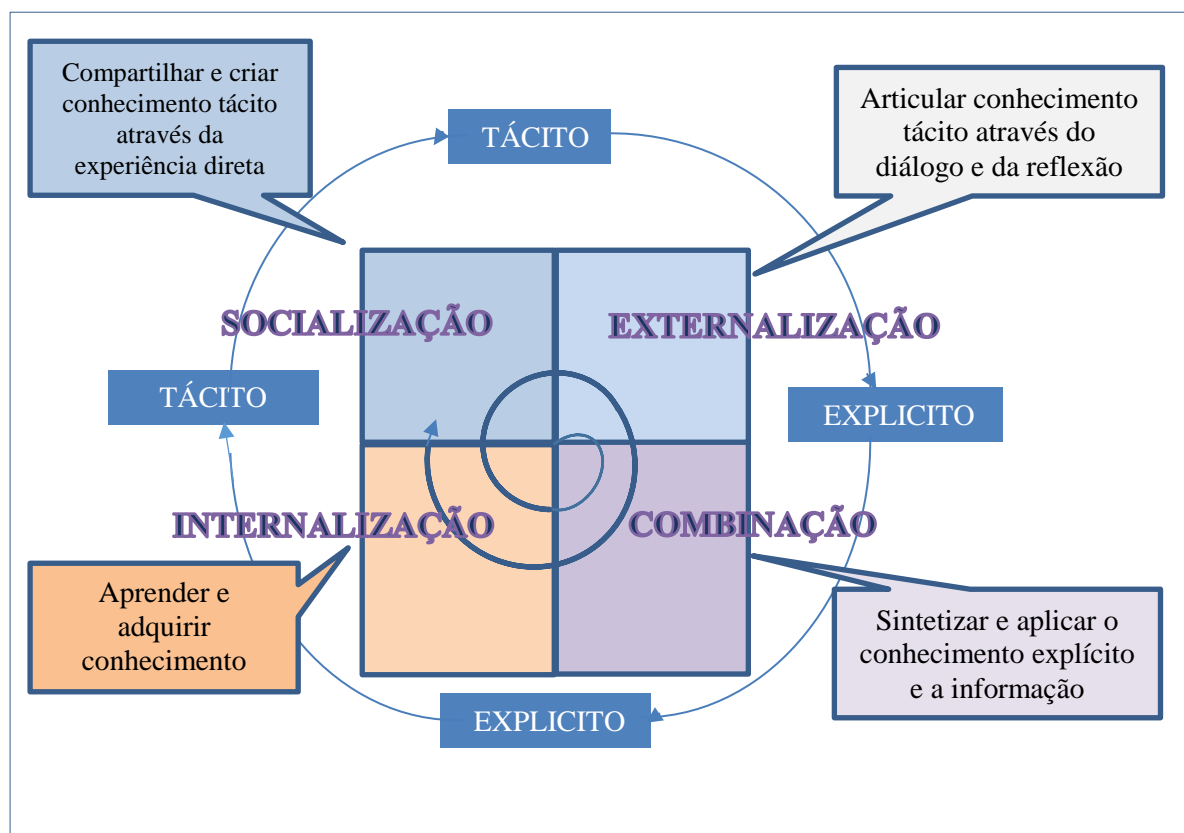 Compartilhar e criar
conhecimento tácito
através da
experiência direta
TÁCITO
Articular conhecimento
tácito através do
diálogo e da reflexão
SOCIALIZAÇÃO
EXTERNALIZAÇÃO
TÁCITO
EXPLICITO
INTERNALIZAÇÃO
COMBINAÇÃO
Aprender e
adquirir
conhecimento
Sintetizar e aplicar o
conhecimento explícito
e a informação
EXPLICITO